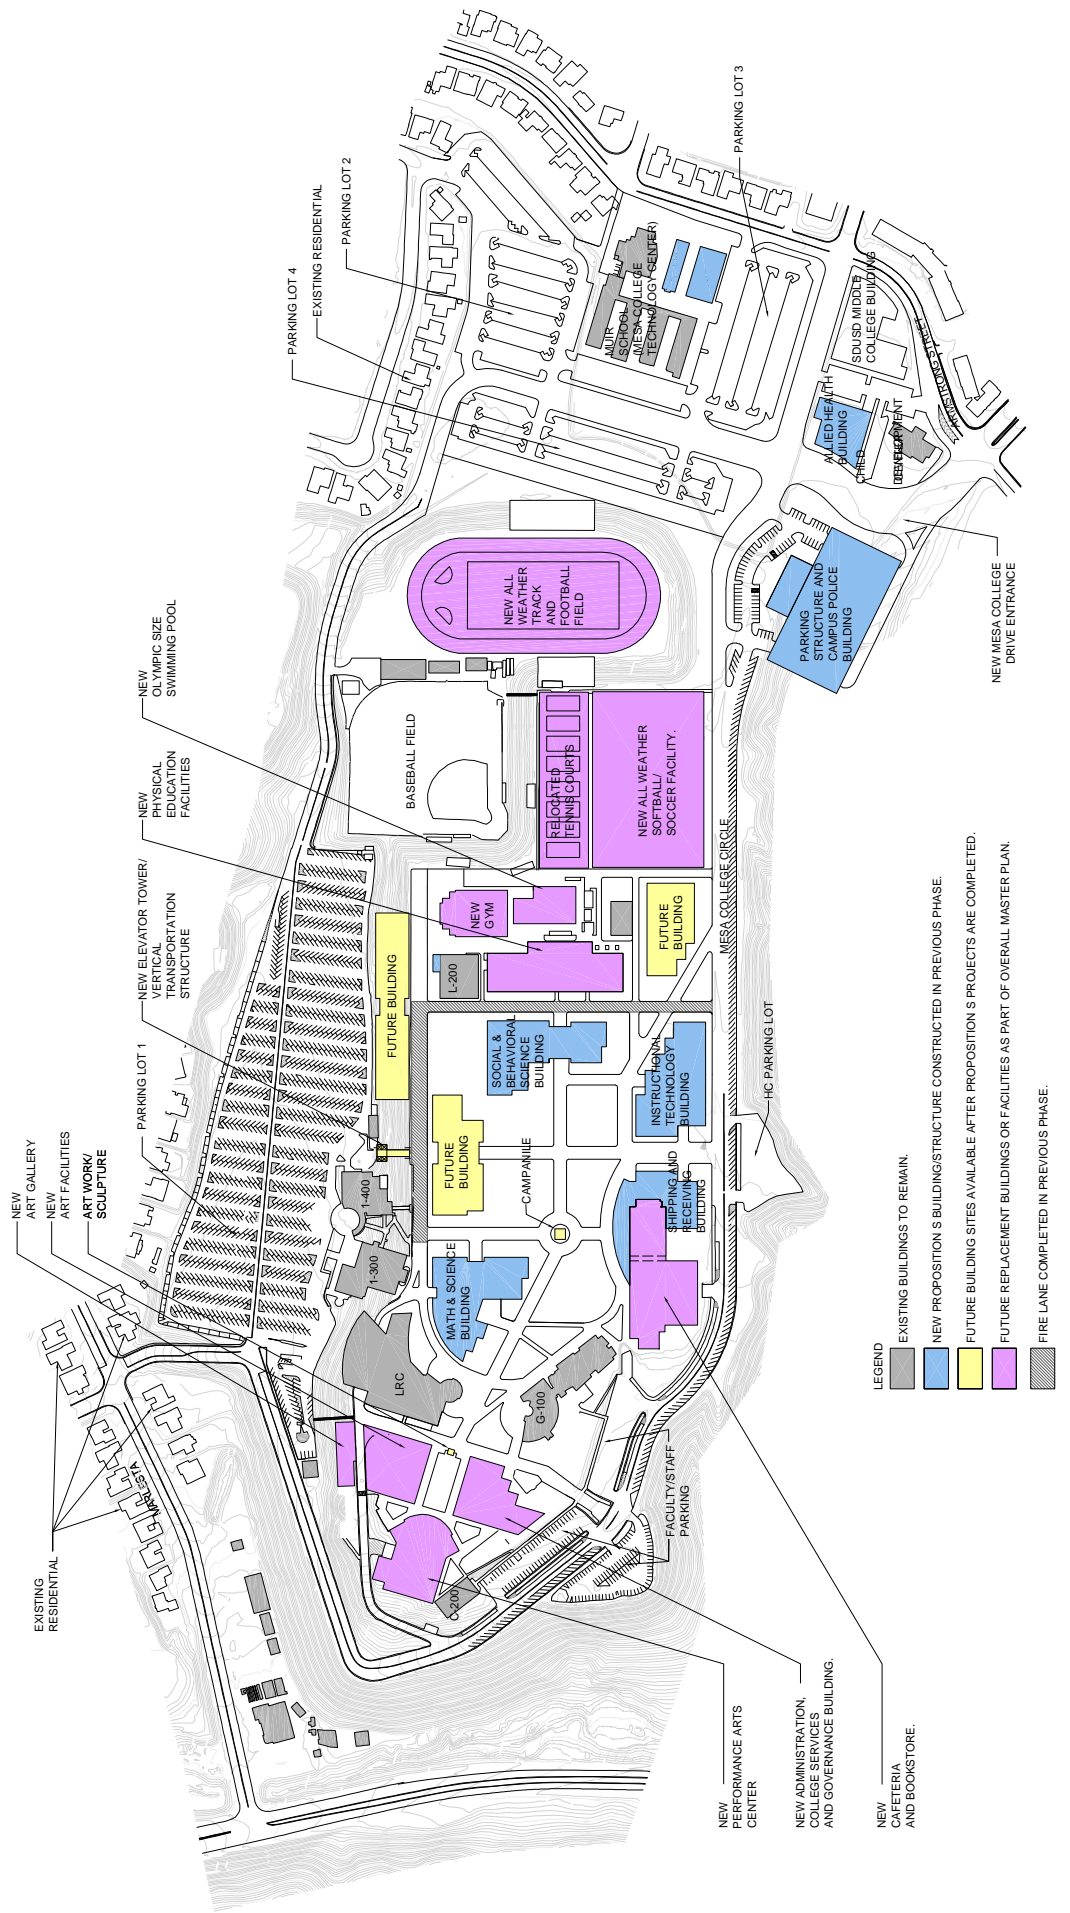 NEW
ART GALLERY
NEW
ART FACILITIES
ART WORK/
SCULPTURE
PARKING LOT 1
NEW ELEVATOR TOWER/
VERTICAL
TRANSPORTATION
STRUCTURE
NEW
PHYSICAL
EDUCATION
FACILITIES
NEW
OLYMPIC SIZE
SWIMMING POOL
PARKING LOT 4
EXISTING RESIDENTIAL
PARKING LOT 2
PARKING LOT 3
EXISTING
RESIDENTIAL
MARLESTA
1-400
1-300
LRC
G-100
C-200
FUTURE BUILDING
FUTURE
BUILDING
MATH & SCIENCE
BUILDING
CAMPANILE
SOCIAL &
BEHAVIORAL
SCIENCE
BUILDING
L-200
NEW
GYM
BASEBALL FIELD
NEW ALL
WEATHER
TRACK
AND
FOOTBALL
FIELD
RELOCATED
TENNIS COURTS
NEW ALL WEATHER
SOFTBALL/
SOCCER FACILITY.
FUTURE
BUILDING
INSTRUCTIONAL
TECHNOLOGY
BUILDING
SHIPPING AND
RECEIVING
BUILDING
MESA COLLEGE CIRCLE
HC PARKING LOT
FACULTY/STAFF
PARKING
MUIR
SCHOOL
(MESA COLLEGE
TECHNOLOGY CENTER)
SDUSD MIDDLE
COLLEGE BUILDING
ALLIED HEALTH
BUILDING
CHILD
ARMSTRONG STREET
PARKING
STRUCTURE AND
CAMPUS POLICE
BUILDING
NEW MESA COLLEGE
DRIVE ENTRANCE
NEW
PERFORMANCE ARTS
CENTER
NEW ADMINISTRATION,
COLLEGE SERVICES
AND GOVERNANCE BUILDING.
NEW
CAFETERIA
AND BOOKSTORE.
LEGEND
EXISTING BUILDINGS TO REMAIN.
NEW PROPOSITION S BUILDING/STRUCTURE CONSTRUCTED IN PREVIOUS PHASE.
FUTURE BUILDING SITES AVAILABLE AFTER PROPOSITION S PROJECTS ARE COMPLETED.
FUTURE REPLACEMENT BUILDINGS OR FACILITIES AS PART OF OVERALL MASTER PLAN.
FIRE LANE COMPLETED IN PREVIOUS PHASE.